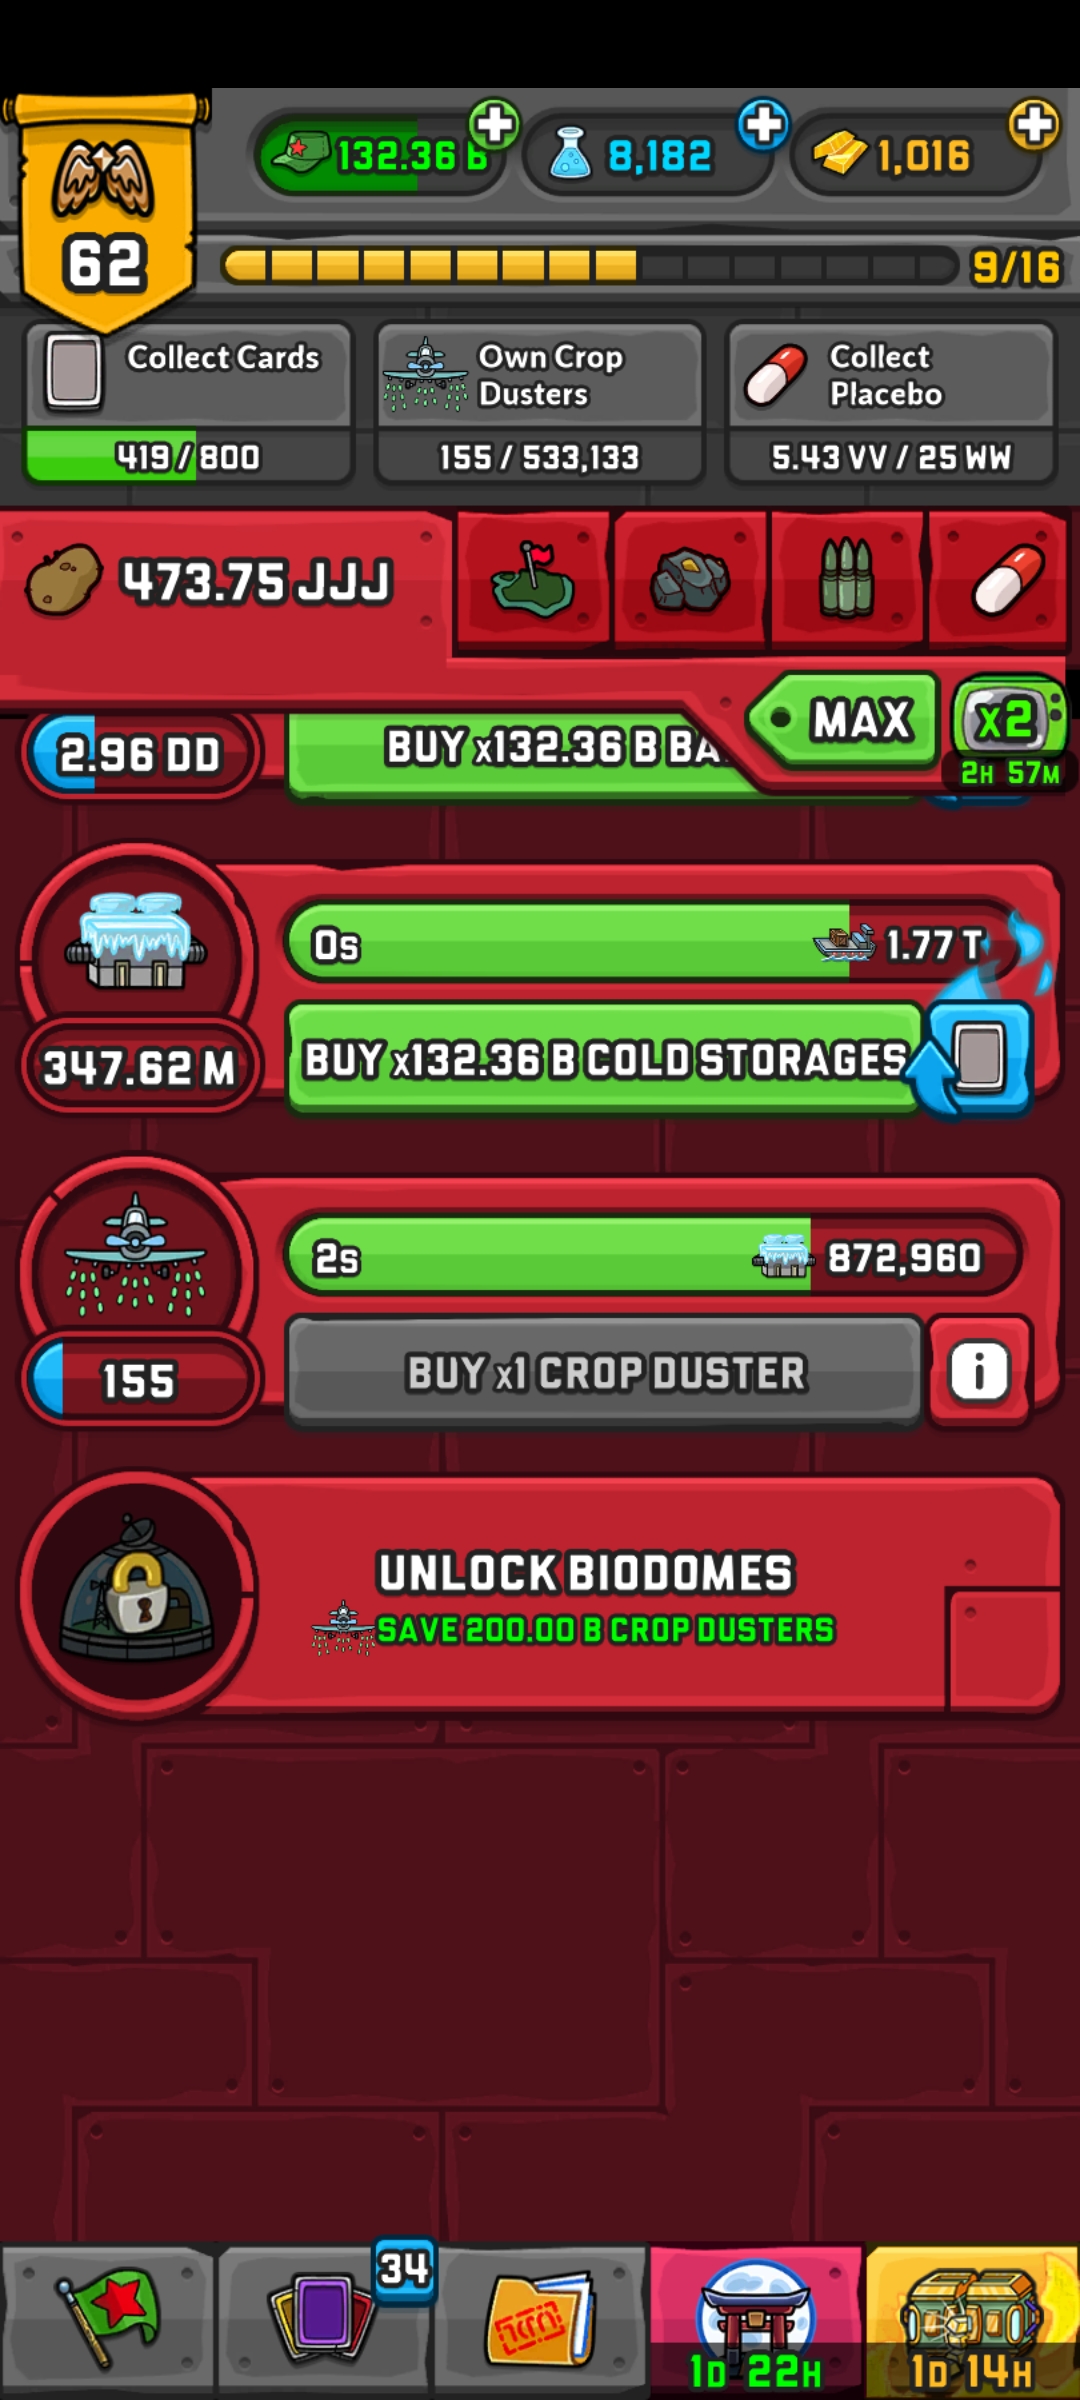 132.36 B
8,182
1,016
62
9/16
Collect Cards
419 / 800
Own Crop
Dusters
155 / 533,133
Collect
Placebo
5.43 VV / 25 WW
473.75 JJJ
MAX
x2
2H 57M
2.96 DD
BUY x132.36 B BA
0s
1.77 T
347.62 M
BUY x132.36 B COLD STORAGES
2s
872,960
155
BUY x1 CROP DUSTER
i
UNLOCK BIODOMES
SAVE 200.00 B CROP DUSTERS
34
1D 22H
1D 14H